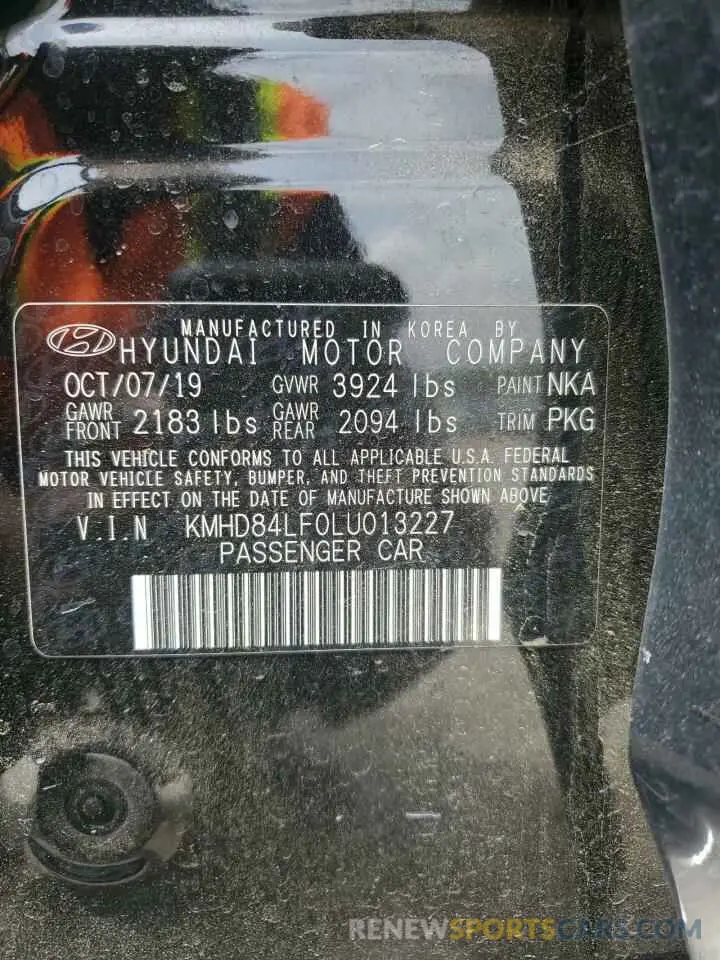 MANUFACTURED IN KOREA BY
HYUNDAI MOTOR COMPANY
OCT/07/19 GVWR 3924 lbs PAINT NKA
GAWR FRONT 2183 lbs GAWR REAR 2094 lbs TRIM PKG
THIS VEHICLE CONFORMS TO ALL APPLICABLE U.S.A. FEDERAL
MOTOR VEHICLE SAFETY, BUMPER, AND THEFT PREVENTION STANDARDS
IN EFFECT ON THE DATE OF MANUFACTURE SHOWN ABOVE
V.I.N KMHD84LF0LU013227
PASSENGER CAR
RENEWSPORTSCARS.COM